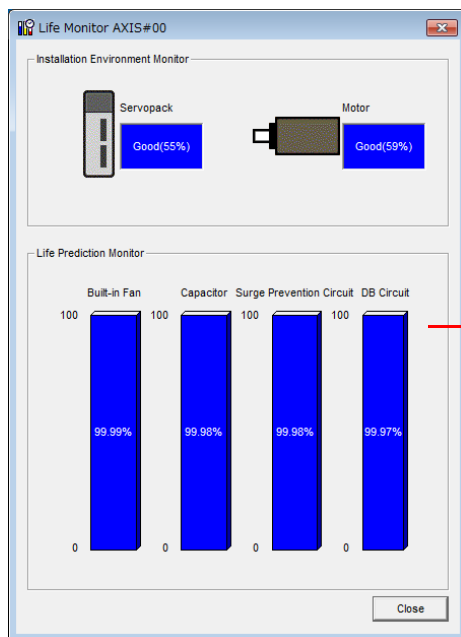 Life Monitor AXIS#00
Installation Environment Monitor
Servopack
Motor
Good(55%)
Good(59%)
Life Prediction Monitor
Built-in Fan Capacitor Surge Prevention Circuit DB Circuit
100 100 100 100
99.99% 99.98% 99.98% 99.97%
0 0 0 0
Close